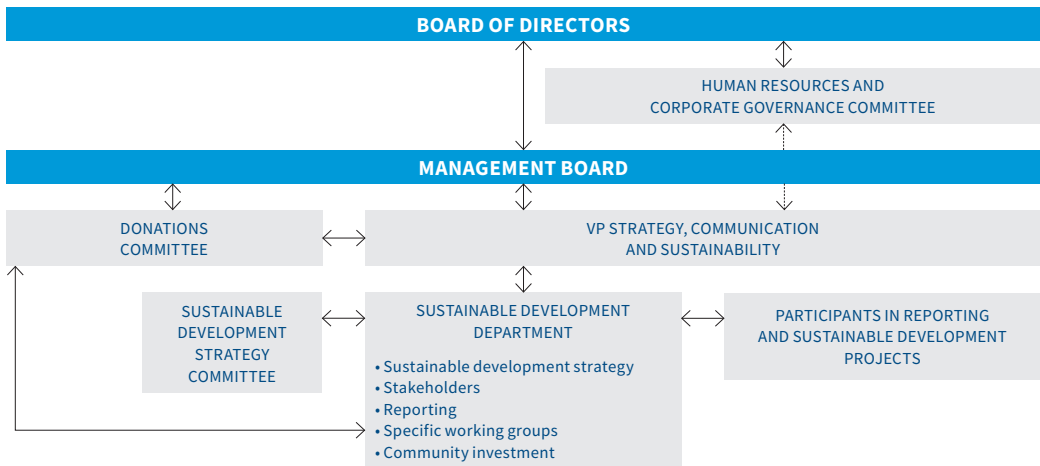 BOARD OF DIRECTORS
HUMAN RESOURCES AND
CORPORATE GOVERNANCE COMMITTEE
MANAGEMENT BOARD
DONATIONS
COMMITTEE
VP STRATEGY, COMMUNICATION
AND SUSTAINABILITY
SUSTAINABLE
DEVELOPMENT
STRATEGY
COMMITTEE
SUSTAINABLE DEVELOPMENT
DEPARTMENT
• Sustainable development strategy
• Stakeholders
• Reporting
• Specific working groups
• Community investment
PARTICIPANTS IN REPORTING
AND SUSTAINABLE DEVELOPMENT
PROJECTS